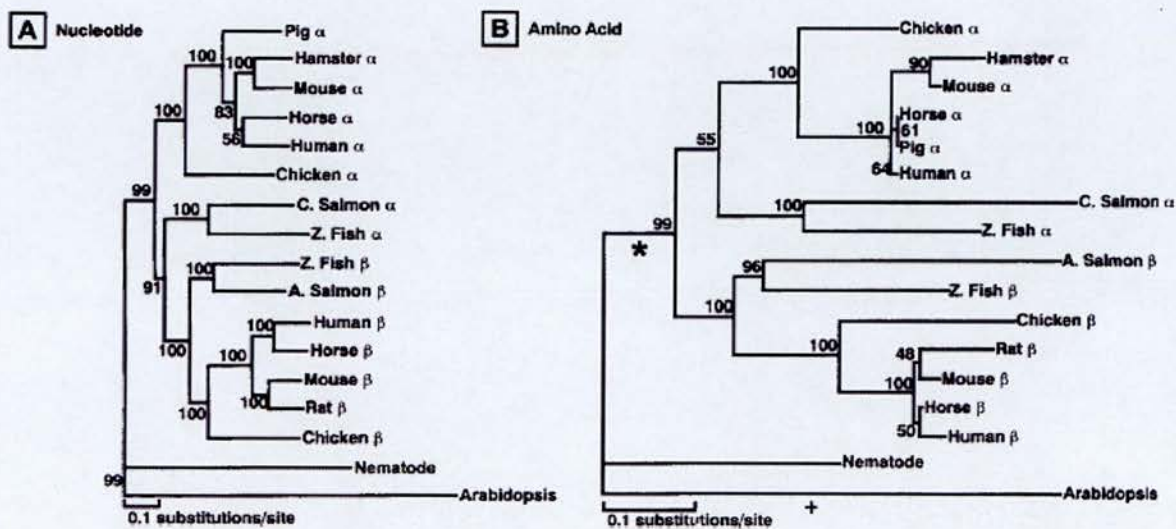 A Nucleotide
Pig α
100
Hamster α
100
Mouse α
100
83
Horse α
56
Human α
Chicken α
99
C. Salmon α
100
Z. Fish α
Z. Fish β
100
91
A. Salmon β
Human β
100
100
Horse β
100
Mouse β
100
Rat β
100
Chicken β
Nematode
99
Arabidopsis
0.1 substitutions/site
B Amino Acid
Chicken α
Hamster α
90
100
Mouse α
Horse α
100
61
Pig α
55
64
Human α
C. Salmon α
100
99
Z. Fish α
*
A. Salmon β
96
Z. Fish β
100
Chicken β
100
Rat β
48
Mouse β
100
Horse β
50
Human β
Nematode
Arabidopsis
+
0.1 substitutions/site